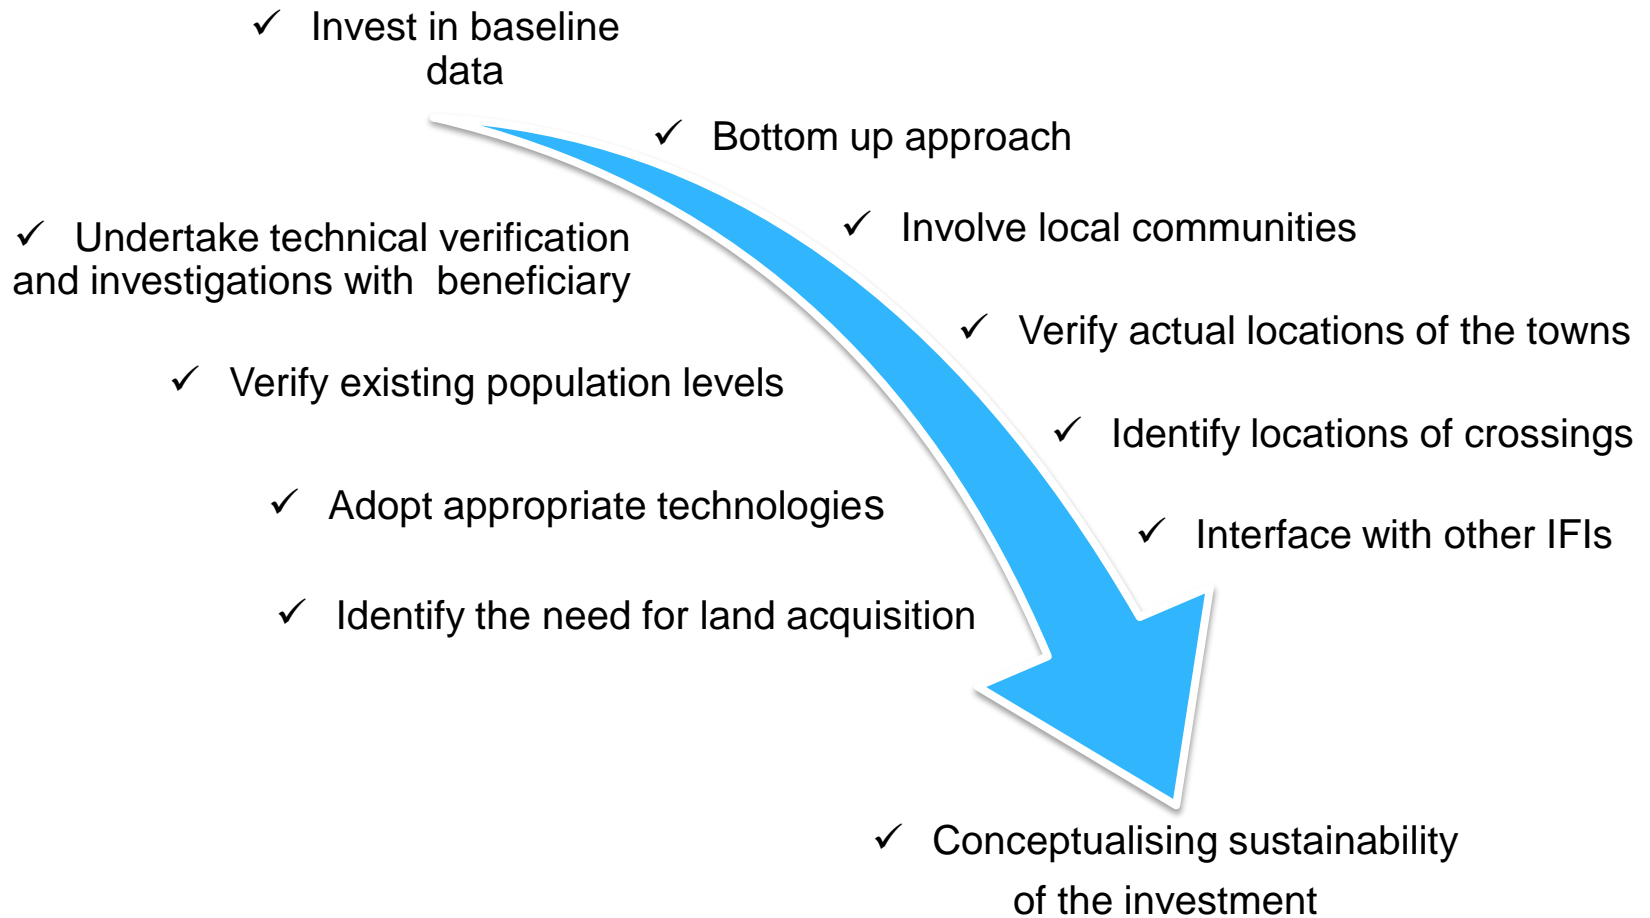 ✓ Invest in baseline
data
✓ Bottom up approach
✓ Involve local communities
✓ Undertake technical verification
and investigations with beneficiary
✓ Verify actual locations of the towns
✓ Verify existing population levels
✓ Identify locations of crossings
✓ Adopt appropriate technologies
✓ Interface with other IFIs
✓ Identify the need for land acquisition
✓ Conceptualising sustainability
of the investment